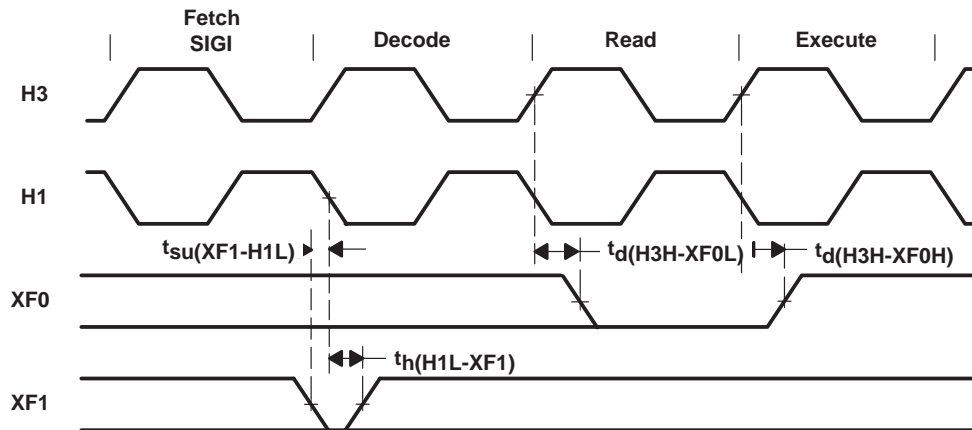 Fetch
SIGI
Decode
Read
Execute
H3
H1
tsu(XF1-H1L)
td(H3H-XF0L)
td(H3H-XF0H)
XF0
th(H1L-XF1)
XF1